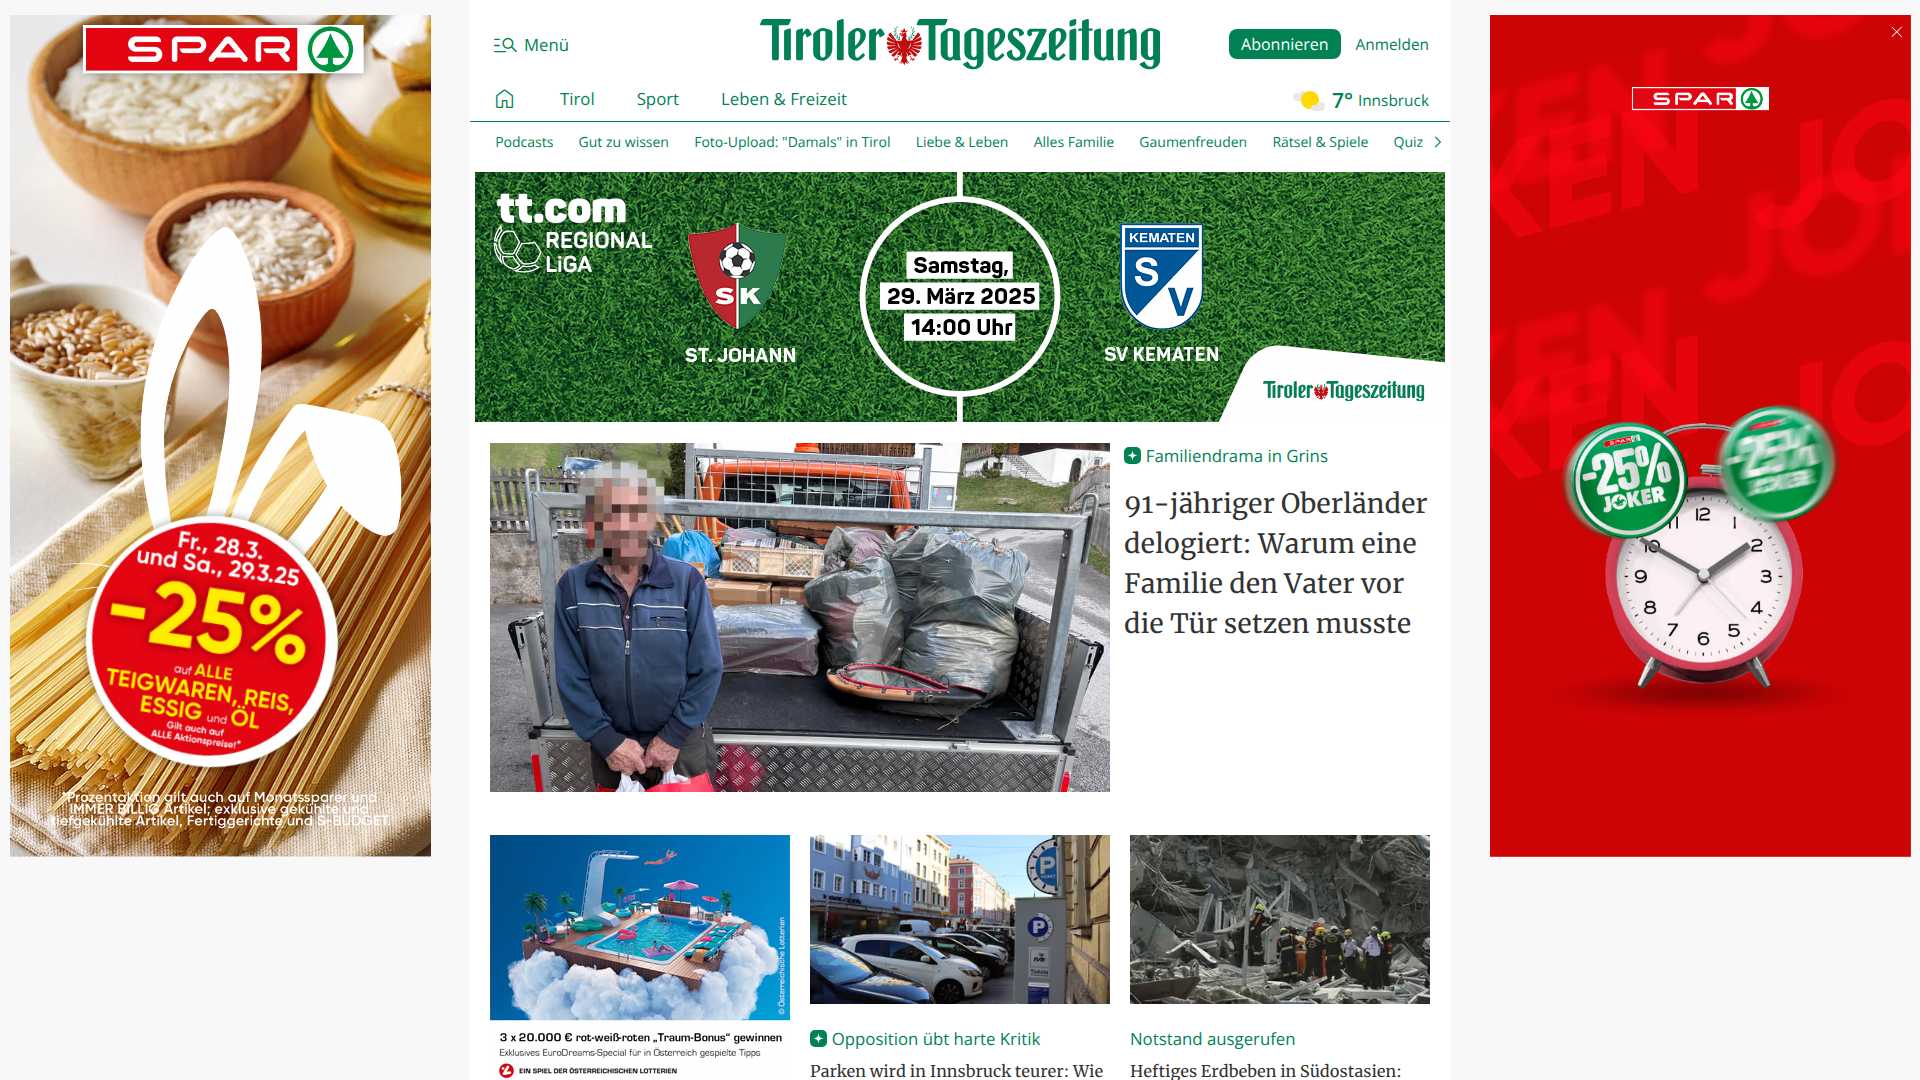 SPAR
Fr., 28.3.
und Sa., 29.3.25
-25%
auf ALLE
TEIGWAREN, REIS,
ESSIG und ÖL
Gilt auch auf
ALLE Aktionspreise!*
*Prozentaktion gilt auch auf Monatssparer und
IMMER BILLiG Artikel; exklusive gekühlte und
tiefgekühlte Artikel, Fertiggerichte und S-BUDGET.
Menü
Tiroler Tageszeitung
Abonnieren
Anmelden
Tirol
Sport
Leben & Freizeit
7° Innsbruck
Podcasts
Gut zu wissen
Foto-Upload: "Damals" in Tirol
Liebe & Leben
Alles Familie
Gaumenfreuden
Rätsel & Spiele
Quiz
tt.com
REGIONAL
LiGA
SK
ST. JOHANN
Samstag,
29. März 2025
14:00 Uhr
KEMATEN
S
V
SV KEMATEN
Tiroler Tageszeitung
Familiendrama in Grins
91-jähriger Oberländer
delogiert: Warum eine
Familie den Vater vor
die Tür setzen musste
© Österreichische Lotterien
3 x 20.000 € rot-weiß-roten „Traum-Bonus“ gewinnen
Exklusives EuroDreams-Special für in Österreich gespielte Tipps
EIN SPIEL DER ÖSTERREICHISCHEN LOTTERIEN
P
P
Opposition übt harte Kritik
Parken wird in Innsbruck teurer: Wie
Notstand ausgerufen
Heftiges Erdbeben in Südostasien:
SPAR
JOKER
JOKER
-25%
JOKER
-25%
JOKER
12
1
2
3
4
5
6
7
8
9
10
11